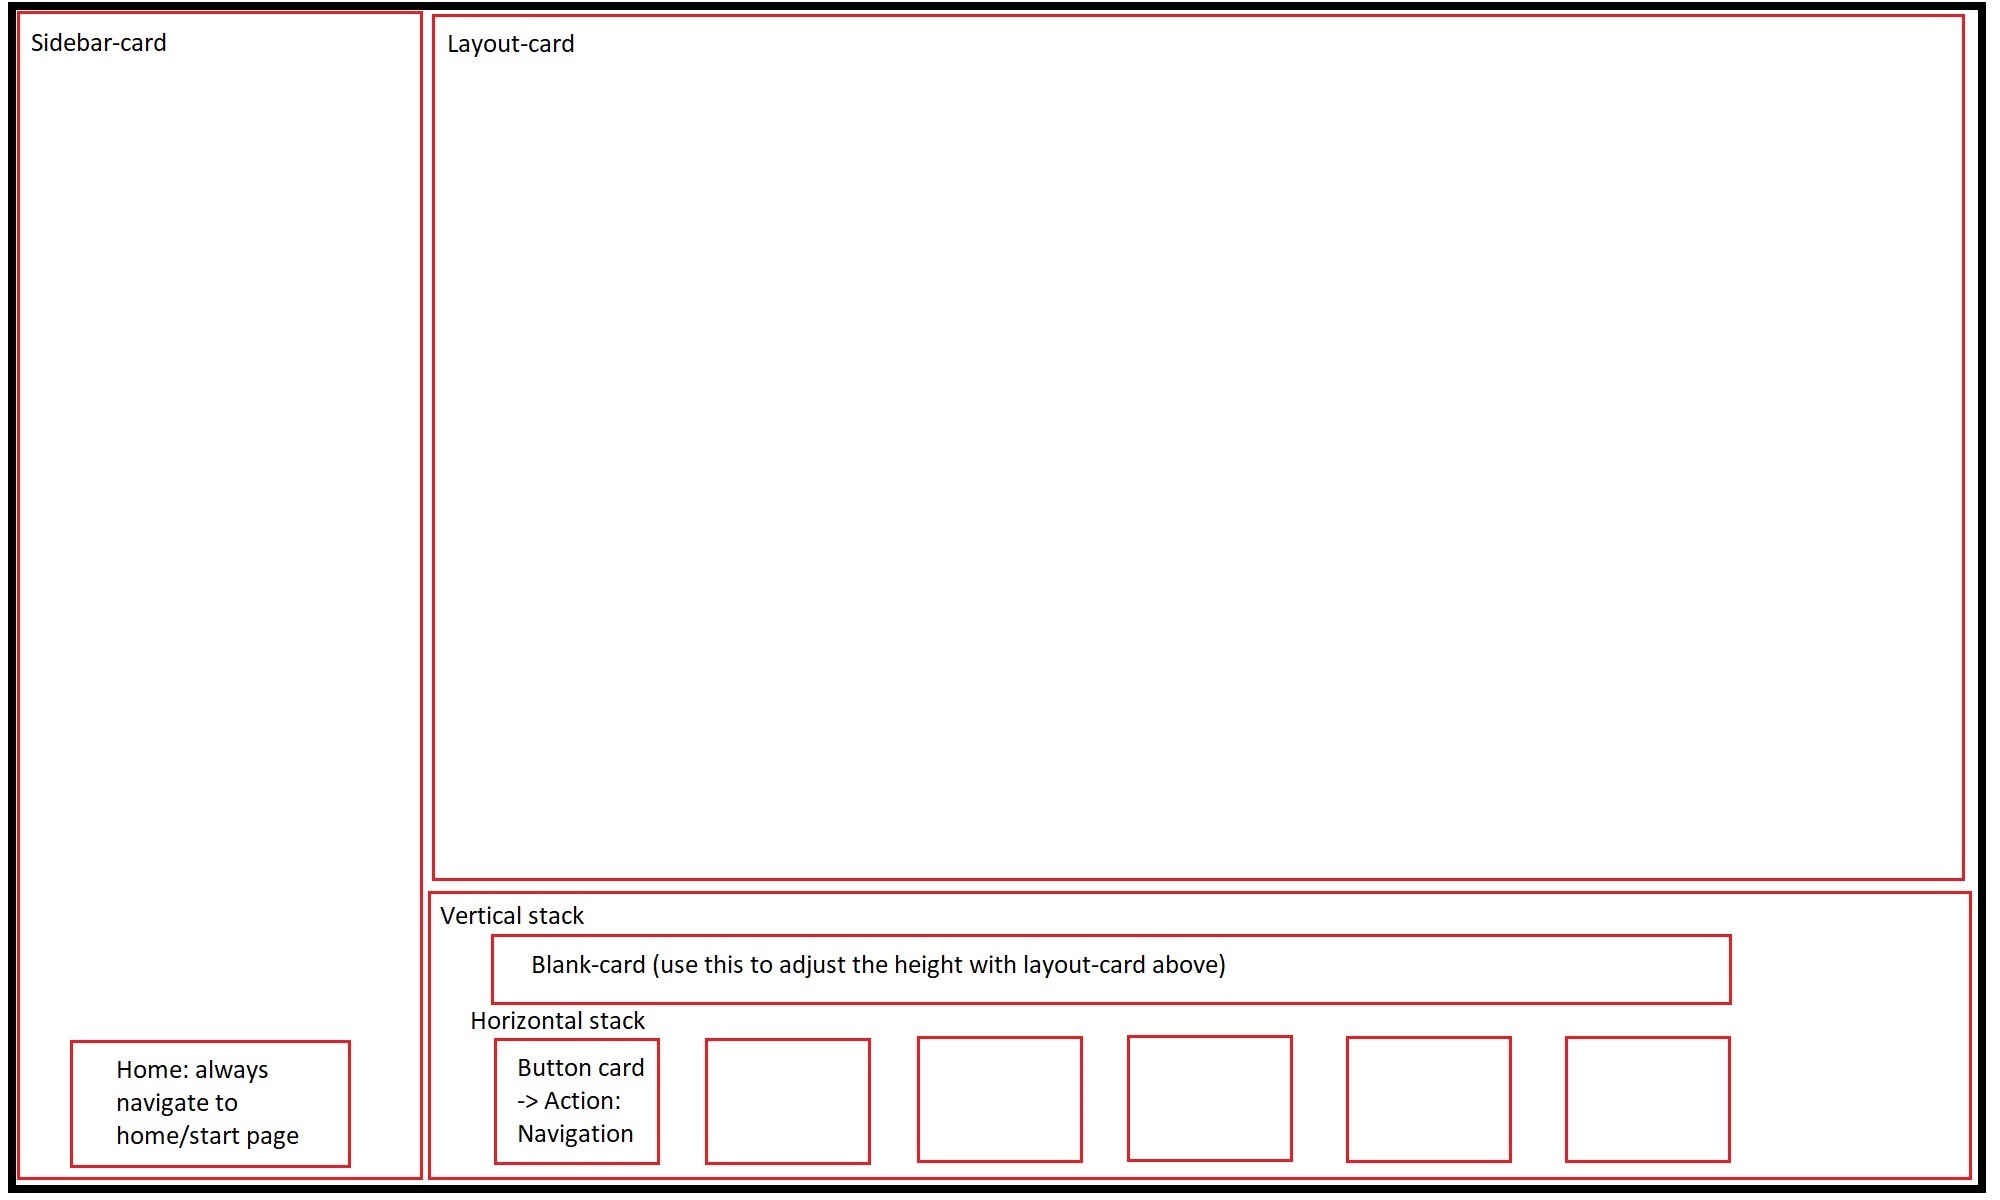 Sidebar-card
Layout-card
Vertical stack
Blank-card (use this to adjust the height with layout-card above)
Horizontal stack
Home: always
navigate to
home/start page
Button card
-> Action:
Navigation